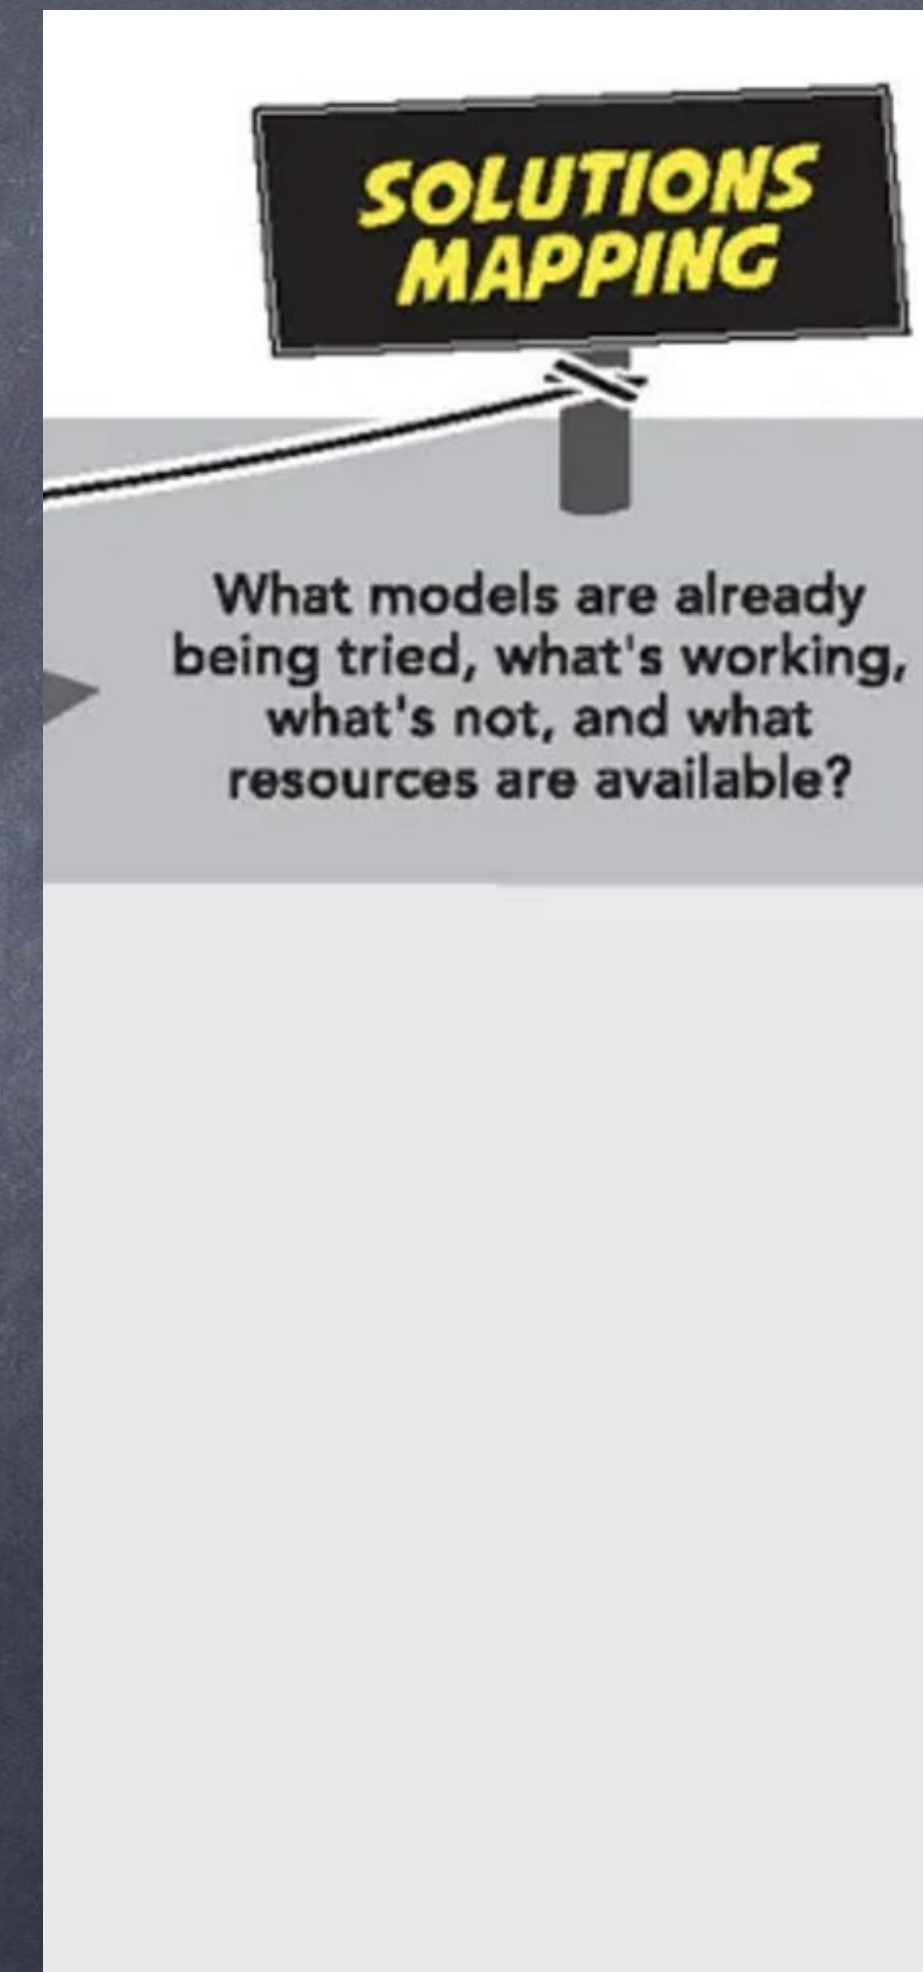 SOLUTIONS
MAPPING
What models are already
being tried, what's working,
what's not, and what
resources are available?